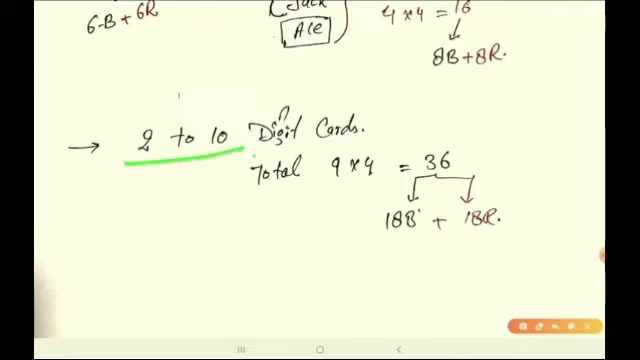 6B + 6R
Jack
Ace
4 × 4 = 16
8B + 8R.
→ 2 to 10 Digit Cards.
Total 9 × 4 = 36
18B + 18R.